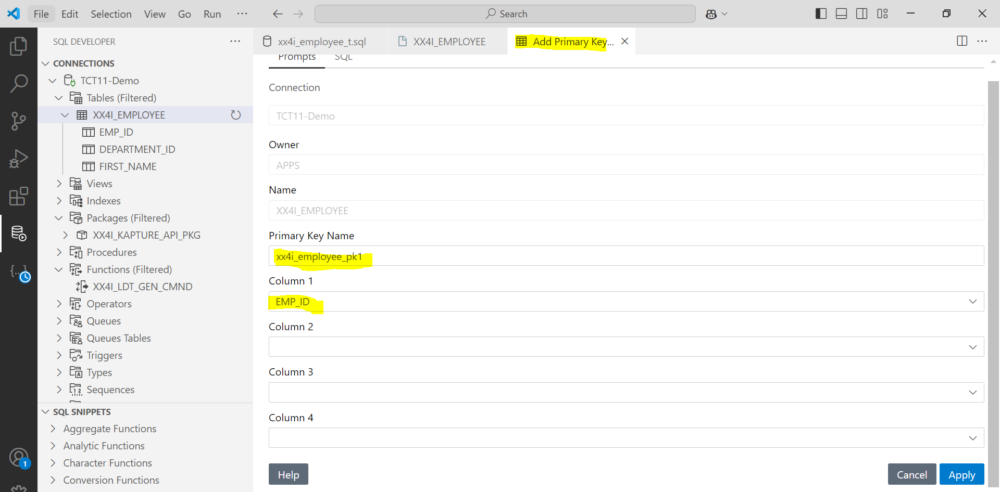 File Edit Selection View Go Run ··· Search
SQL DEVELOPER ···
xx4i_employee_t.sql XX4I_EMPLOYEE Add Primary Key...
CONNECTIONS
TCT11-Demo
Tables (Filtered)
XX4I_EMPLOYEE
EMP_ID
DEPARTMENT_ID
FIRST_NAME
Views
Indexes
Packages (Filtered)
XX4I_KAPTURE_API_PKG
Procedures
Functions (Filtered)
XX4I_LDT_GEN_CMND
Operators
Queues
Queues Tables
Triggers
Types
Sequences
SQL SNIPPETS
Aggregate Functions
Analytic Functions
Character Functions
Conversion Functions
1
Prompts SQL
Connection
TCT11-Demo
Owner
APPS
Name
XX4I_EMPLOYEE
Primary Key Name
xx4i_employee_pk1
Column 1
EMP_ID
Column 2
Column 3
Column 4
Help Cancel Apply